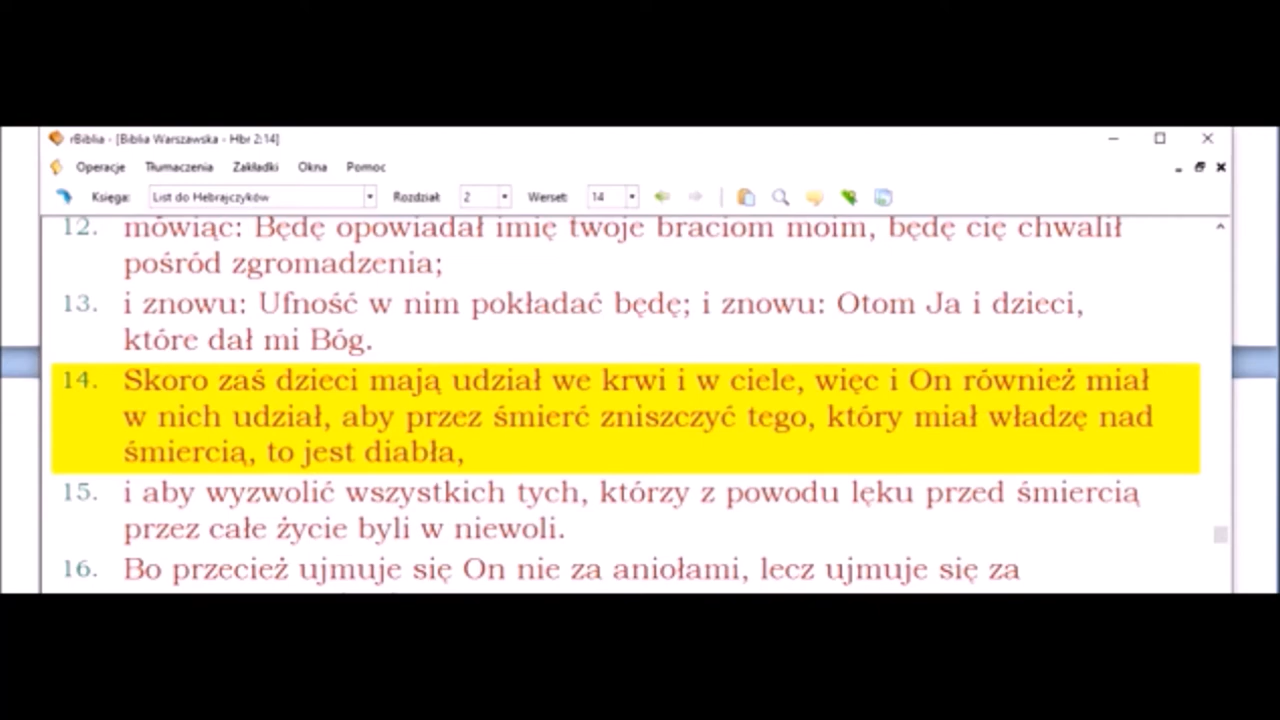 rBiblia - [Biblia Warszawska - Hbr 2:14]
Operacje Tłumaczenia Zakładki Okna Pomoc
Księga: List do Hebrajczyków Rozdział: 2 Werset: 14
12. mówiąc: Będę opowiadał imię twoje braciom moim, będę cię chwalił
pośród zgromadzenia;
13. i znowu: Ufność w nim pokładać będę; i znowu: Otom Ja i dzieci,
które dał mi Bóg.
14. Skoro zaś dzieci mają udział we krwi i w ciele, więc i On również miał
w nich udział, aby przez śmierć zniszczyć tego, który miał władzę nad
śmiercią, to jest diabła,
15. i aby wyzwolić wszystkich tych, którzy z powodu lęku przed śmiercią
przez całe życie byli w niewoli.
16. Bo przecież ujmuje się On nie za aniołami, lecz ujmuje się za